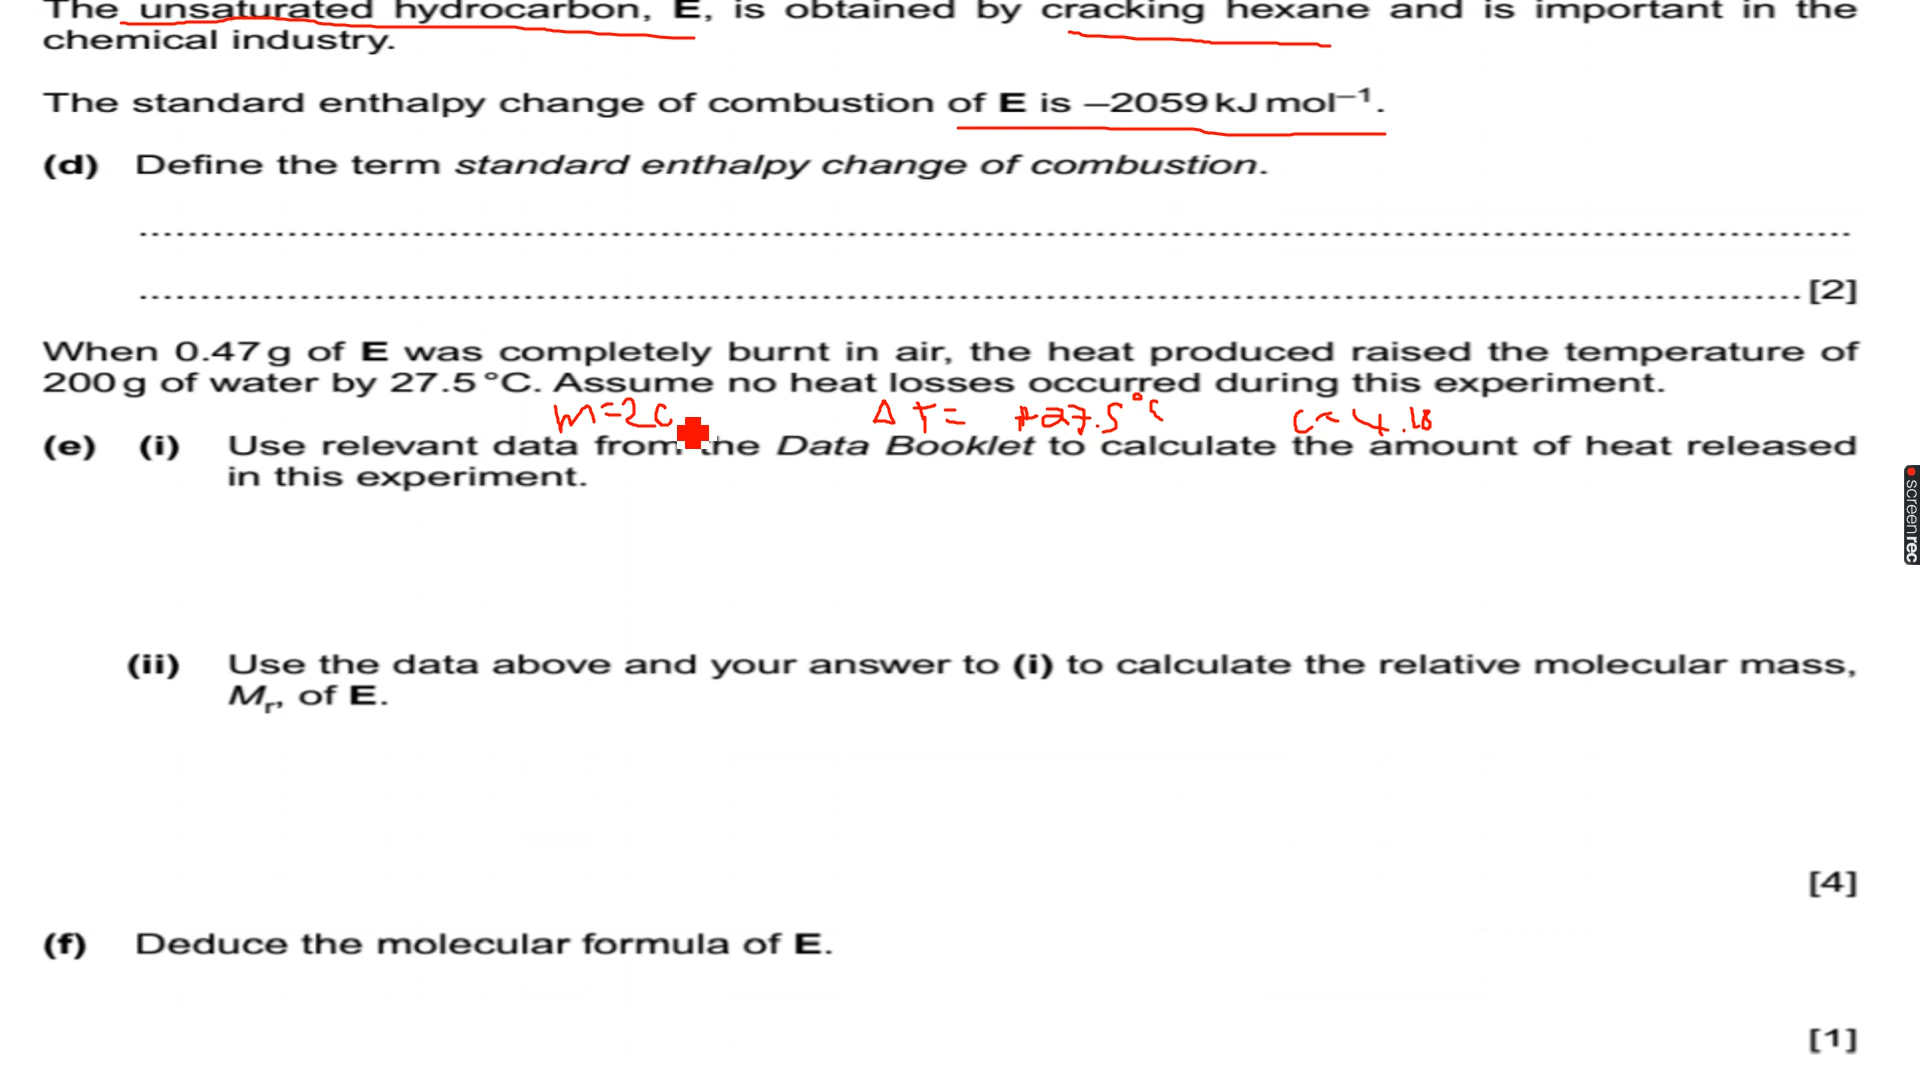 The unsaturated hydrocarbon, E, is obtained by cracking hexane and is important in the
chemical industry.
The standard enthalpy change of combustion of E is –2059 kJ mol⁻¹.
(d) Define the term standard enthalpy change of combustion.
[2]
When 0.47 g of E was completely burnt in air, the heat produced raised the temperature of
200 g of water by 27.5 °C. Assume no heat losses occurred during this experiment.
m=20 ΔT= +27.5°C c= 4.18
(e) (i) Use relevant data from the Data Booklet to calculate the amount of heat released
in this experiment.
(ii) Use the data above and your answer to (i) to calculate the relative molecular mass,
Mr, of E.
[4]
(f) Deduce the molecular formula of E.
[1]
screenrec